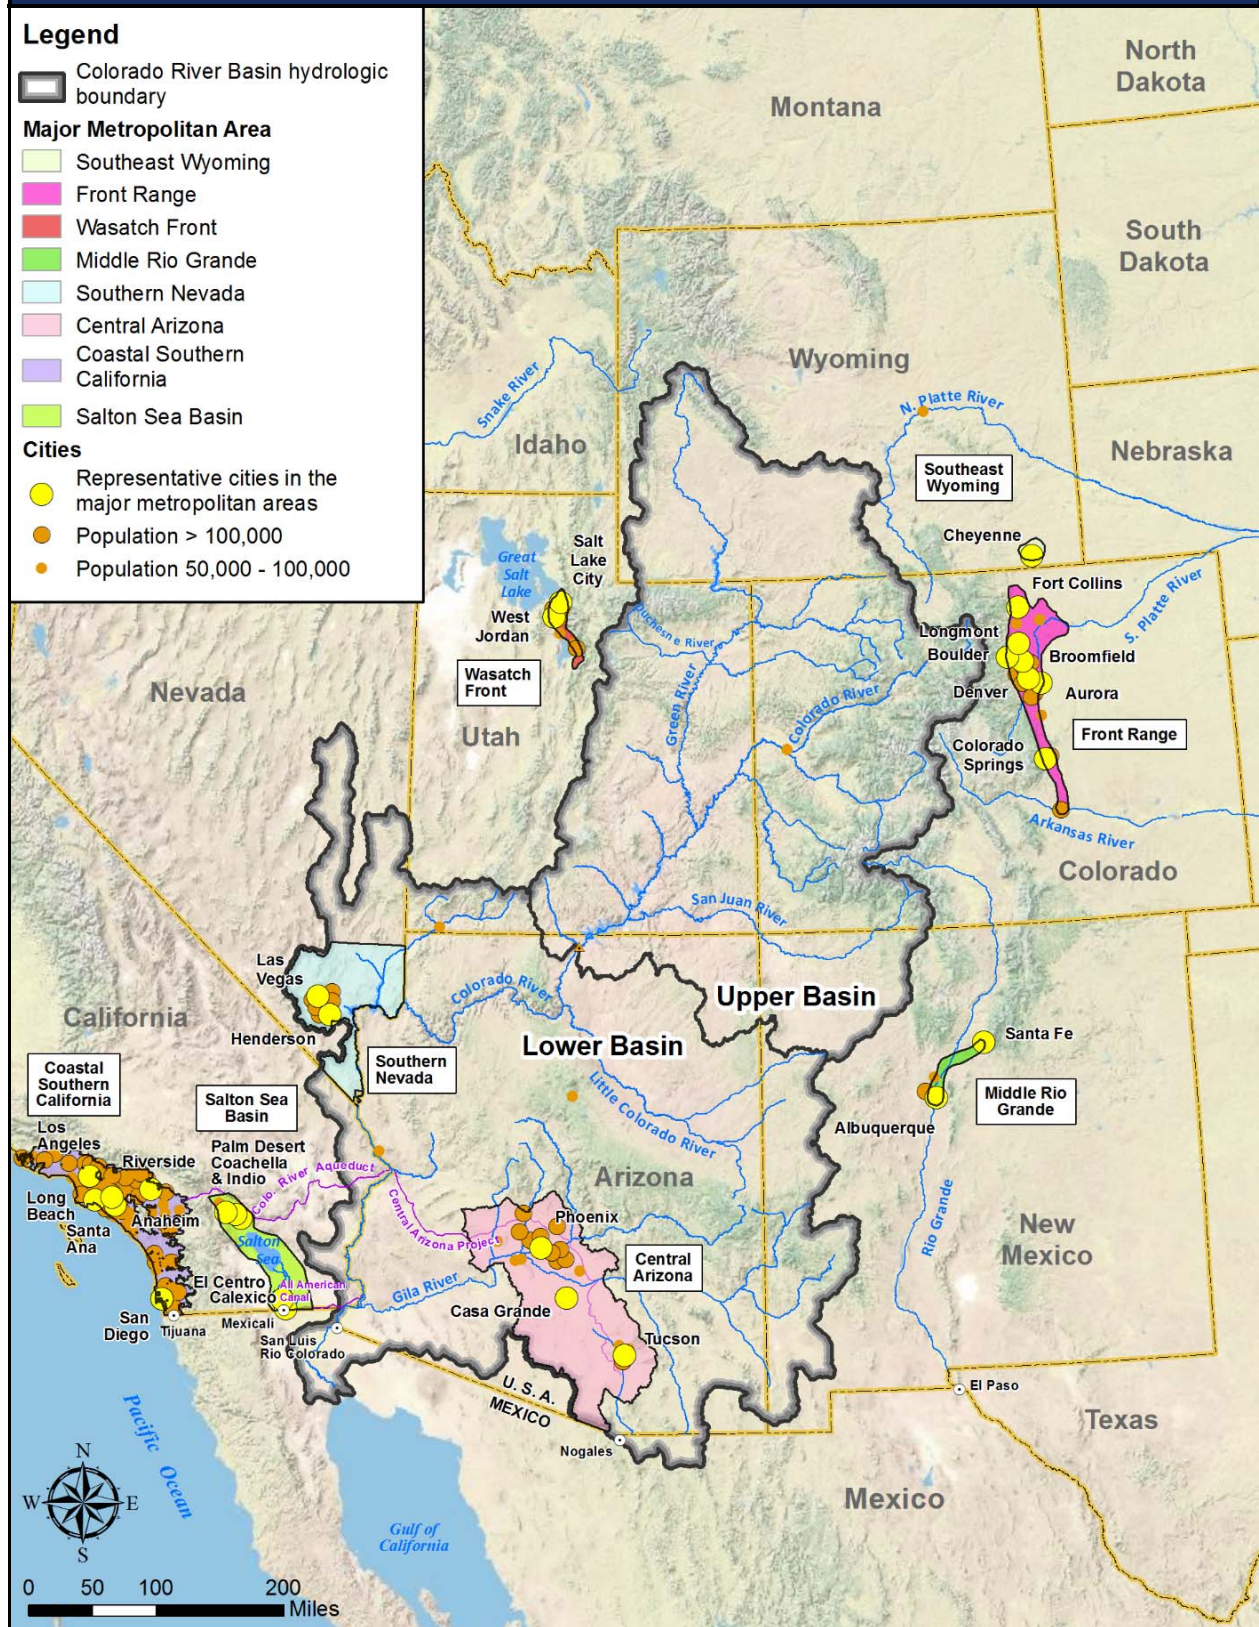 Legend
Colorado River Basin hydrologic
boundary
Major Metropolitan Area
Southeast Wyoming
Front Range
Wasatch Front
Middle Rio Grande
Southern Nevada
Central Arizona
Coastal Southern
California
Salton Sea Basin
Cities
Representative cities in the
major metropolitan areas
Population > 100,000
Population 50,000 - 100,000
North
Dakota
Montana
South
Dakota
Wyoming
Snake River
N. Platte River
Idaho
Nebraska
Southeast
Wyoming
Cheyenne
Great
Salt
Lake
Salt
Lake
City
West
Jordan
Wasatch
Front
Utah
Nevada
Duchesne River
Green River
Colorado River
Fort Collins
S. Platte River
Longmont
Boulder
Broomfield
Denver
Aurora
Front Range
Colorado
Springs
Arkansas River
Colorado
San Juan River
Las
Vegas
Colorado River
Upper Basin
California
Henderson
Lower Basin
Santa Fe
Southern
Nevada
Coastal
Southern
California
Salton Sea
Basin
Little Colorado River
Middle Rio
Grande
Albuquerque
Los
Angeles
Riverside
Palm Desert
Coachella
& Indio
Colo. River Aqueduct
Arizona
Long
Beach
Santa
Ana
Anaheim
Salton
Sea
Central Arizona Project
Phoenix
Rio Grande
New
Mexico
Central
Arizona
El Centro
Calexico
All American
Canal
Gila River
Casa Grande
San
Diego
Tijuana
Mexicali
San Luis
Rio Colorado
Tucson
U. S. A.
MEXICO
El Paso
Nogales
Texas
Pacific Ocean
Mexico
Gulf of
California
N
W
E
S
0 50 100 200
Miles